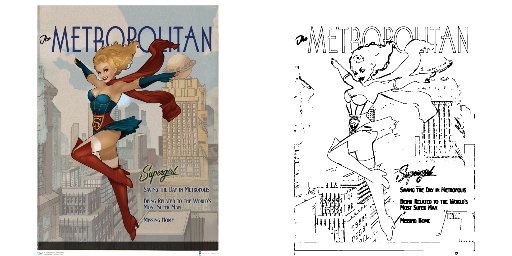 The METROPOLITAN
Supergirl
SAVING THE DAY IN METROPOLIS
BEING RELATED TO THE WORLD'S
MOST SUPER MAN
MISSING HOME
The METROPOLITAN
Supergirl
SAVING THE DAY IN METROPOLIS
BEING RELATED TO THE WORLD'S
MOST SUPER MAN
MISSING HOME